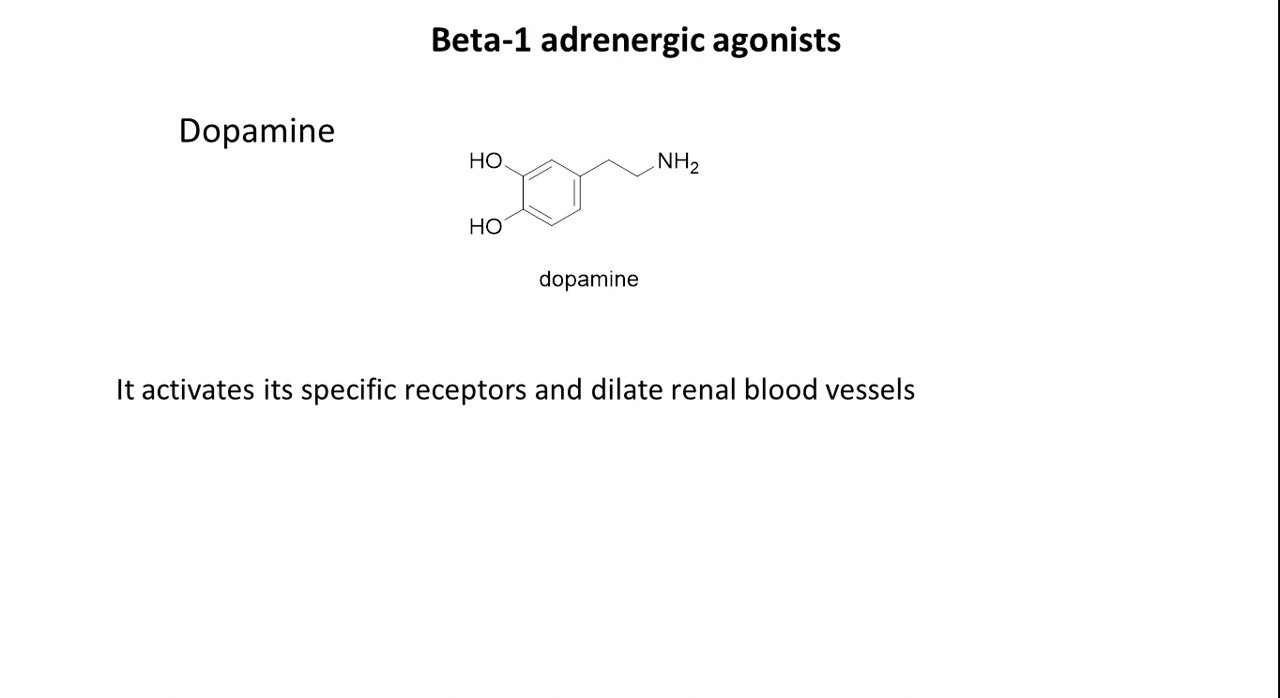 Beta-1 adrenergic agonists
Dopamine
HO
NH₂
HO
dopamine
It activates its specific receptors and dilate renal blood vessels